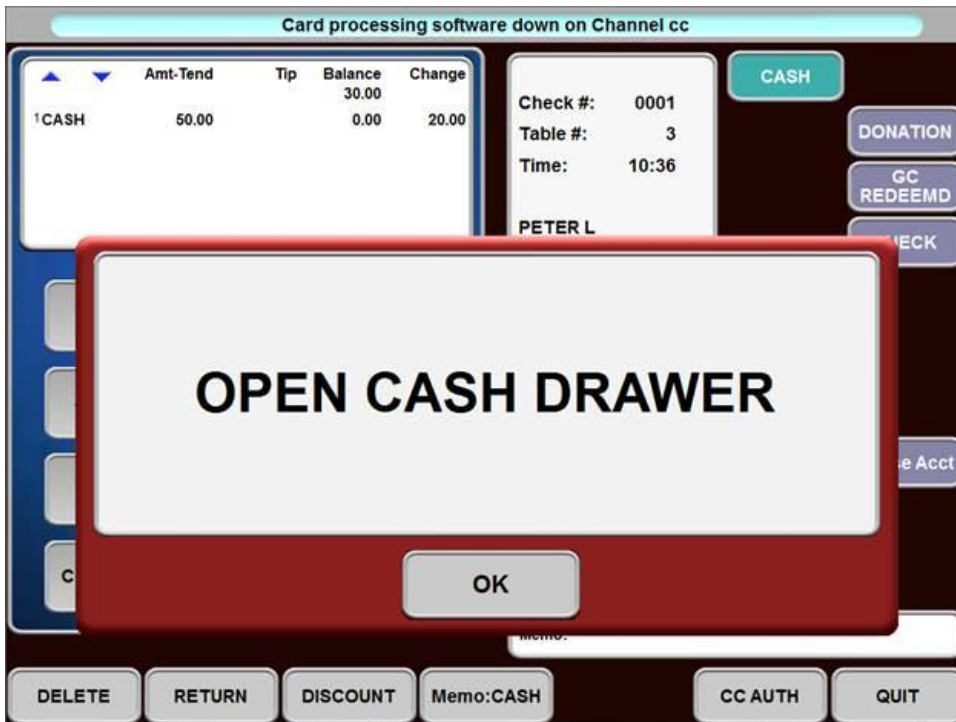 Card processing software down on Channel cc
Amt-Tend Tip Balance Change
30.00
1CASH 50.00 0.00 20.00
Check #: 0001
Table #: 3
Time: 10:36
PETER L
CASH
DONATION
GC
REDEEMD
OPEN CASH DRAWER
Acct
OK
DELETE
RETURN
DISCOUNT
Memo:CASH
CC AUTH
QUIT